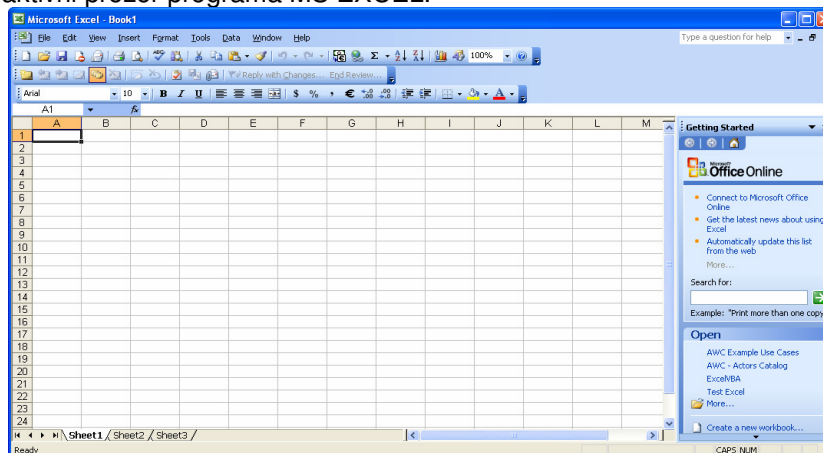 aktivni prozor programa MS EXCEL.
Microsoft Excel - Book1
File Edit View Insert Format Tools Data Window Help
Type a question for help
100%
Reply with Changes... End Review...
Arial 10 B I U $ % , €
A1 fx
A B C D E F G H I J K L M
1
2
3
4
5
6
7
8
9
10
11
12
13
14
15
16
17
18
19
20
21
22
23
24
Sheet1 / Sheet2 / Sheet3 /
Ready
CAPS NUM
Getting Started
Microsoft
Office Online
Connect to Microsoft Office
Online
Get the latest news about using
Excel
Automatically update this list
from the web
More...
Search for:
Example: "Print more than one copy
Open
AWC Example Use Cases
AWC - Actors Catalog
ExcelVBA
Test Excel
More...
Create a new workbook...